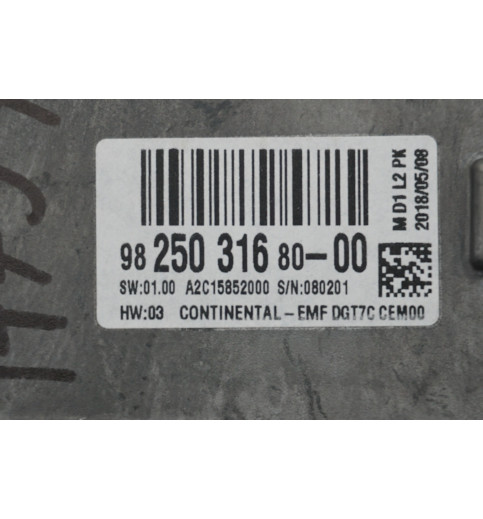 98 250 316 80-00
SW:01.00 A2C15852000 S/N:080201
HW:03 CONTINENTAL-EMF DGT7C CEM00
M D1 L2 PK
2018/05/08